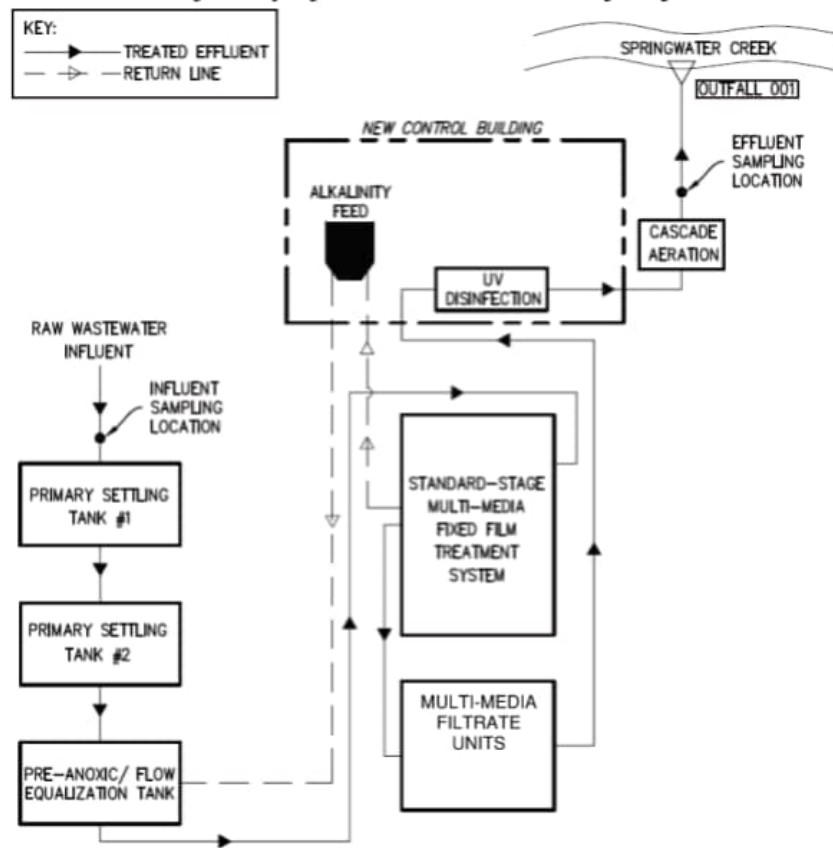 KEY:
TREATED EFFLUENT
RETURN LINE
SPRINGWATER CREEK
OUTFALL 001
NEW CONTROL BUILDING
EFFLUENT
SAMPLING
LOCATION
ALKALINITY
FEED
CASCADE
AERATION
UV
DISINFECTION
RAW WASTEWATER
INFLUENT
INFLUENT
SAMPLING
LOCATION
PRIMARY SETTLING
TANK #1
STANDARD-STAGE
MULTI-MEDIA
FIXED FILM
TREATMENT
SYSTEM
PRIMARY SETTLING
TANK #2
MULTI-MEDIA
FILTRATE
UNITS
PRE-ANOXIC/ FLOW
EQUALIZATION TANK